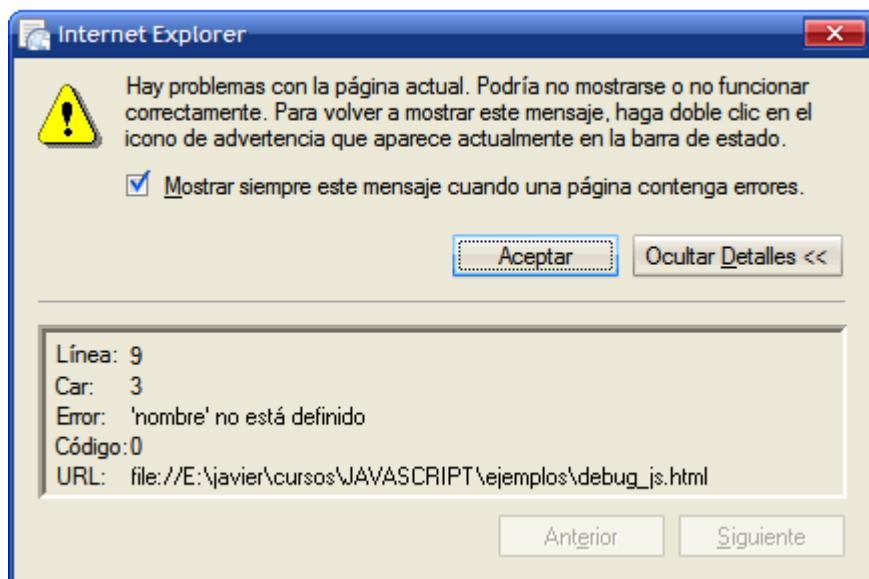 Internet Explorer
Hay problemas con la página actual. Podría no mostrarse o no funcionar
correctamente. Para volver a mostrar este mensaje, haga doble clic en el
icono de advertencia que aparece actualmente en la barra de estado.
Mostrar siempre este mensaje cuando una página contenga errores.
Aceptar Ocultar Detalles <<
Línea: 9
Car: 3
Error: 'nombre' no está definido
Código:0
URL: file://E:\javier\cursos\JAVASCRIPT\ejemplos\debug_js.html
Anterior Siguiente